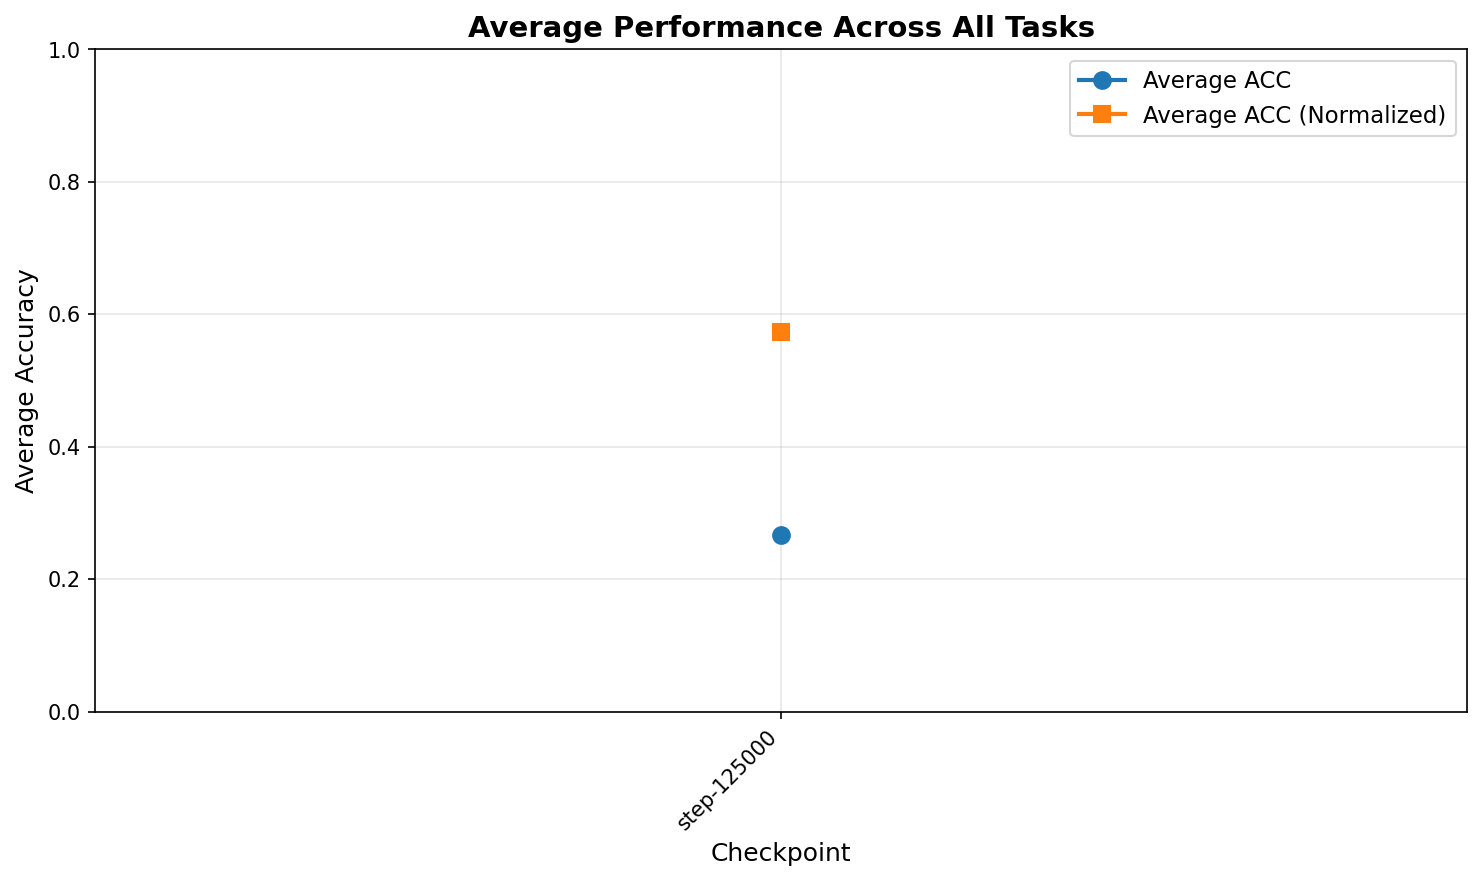 Average Performance Across All Tasks
Average ACC
Average ACC (Normalized)
Average Accuracy
1.0
0.8
0.6
0.4
0.2
0.0
step-125000
Checkpoint